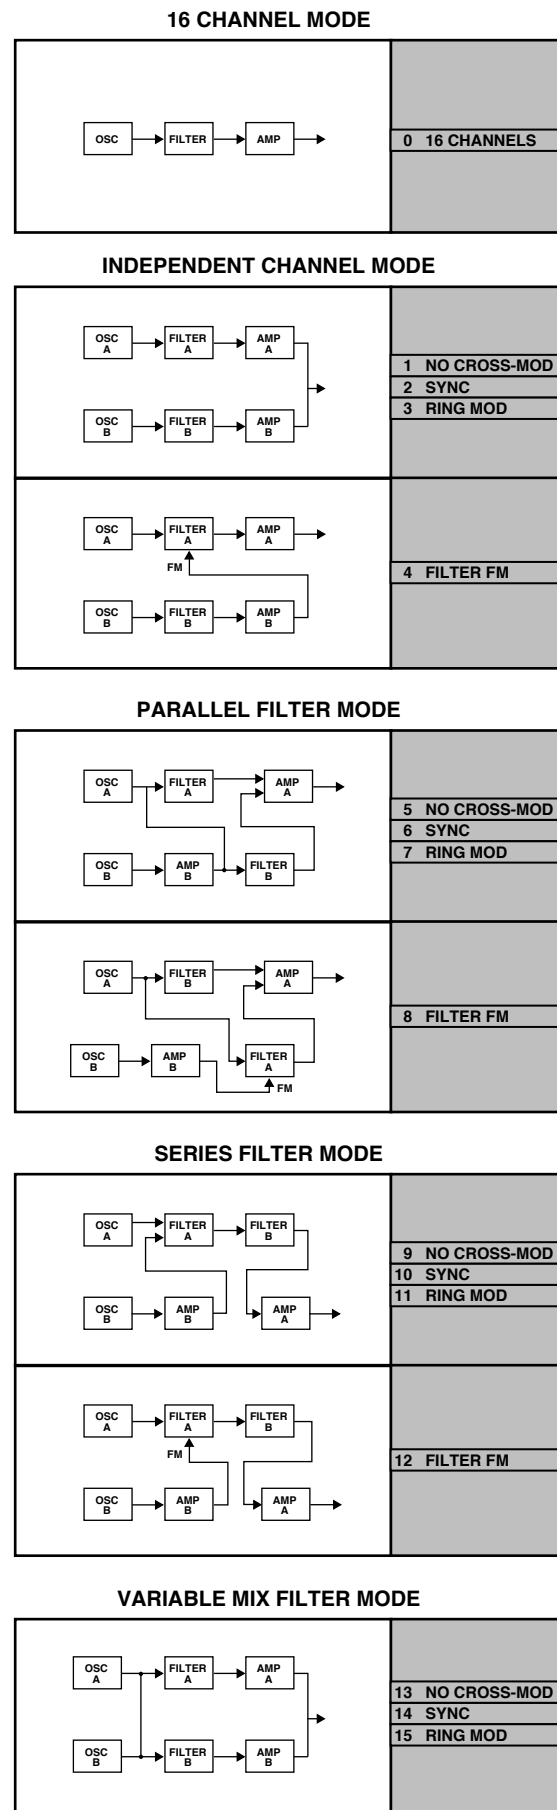 16 CHANNEL MODE
OSC FILTER AMP
0 16 CHANNELS
INDEPENDENT CHANNEL MODE
OSC A FILTER A AMP A
OSC B FILTER B AMP B
1 NO CROSS-MOD
2 SYNC
3 RING MOD
OSC A FILTER A AMP A
FM
OSC B FILTER B AMP B
4 FILTER FM
PARALLEL FILTER MODE
OSC A FILTER A AMP A
OSC B AMP B FILTER B
5 NO CROSS-MOD
6 SYNC
7 RING MOD
OSC A FILTER B AMP A
OSC B AMP B FILTER A
FM
8 FILTER FM
SERIES FILTER MODE
OSC A FILTER A FILTER B
OSC B AMP B AMP A
9 NO CROSS-MOD
10 SYNC
11 RING MOD
OSC A FILTER A FILTER B
FM
OSC B AMP B AMP A
12 FILTER FM
VARIABLE MIX FILTER MODE
OSC A FILTER A AMP A
OSC B FILTER B AMP B
13 NO CROSS-MOD
14 SYNC
15 RING MOD